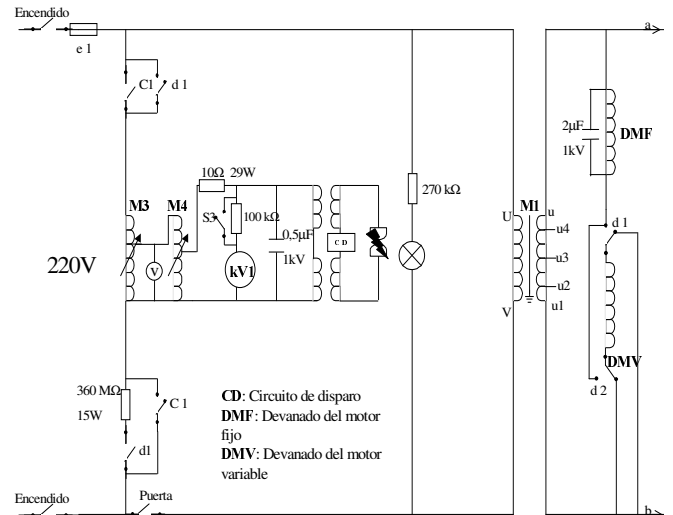 Encendido
e 1
a
C1
d 1
2µF
1kV
DMF
10Ω 29W
M3
M4
S3
100 kΩ
0,5µF
1kV
C D
270 kΩ
M1
U
u
u4
d 1
220V
V
kV1
u3
u2
V
u1
DMV
d 2
360 MΩ
15W
C 1
d1
CD: Circuito de disparo
DMF: Devanado del motor
fijo
DMV: Devanado del motor
variable
Encendido
Puerta
b